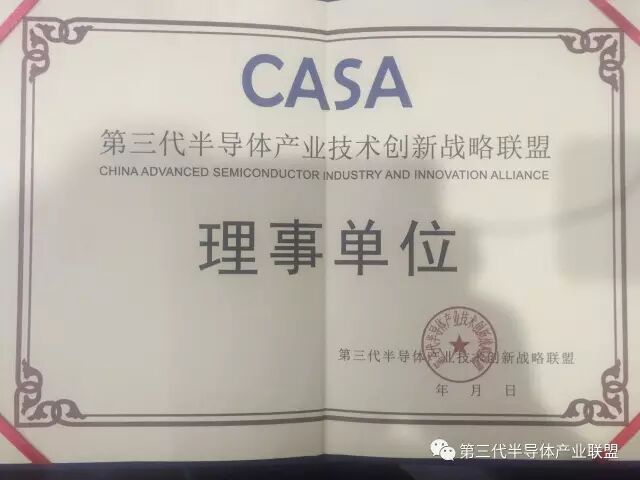 CASA
第三代半导体产业技术创新战略联盟
CHINA ADVANCED SEMICONDUCTOR INDUSTRY AND INNOVATION ALLIANCE
理事单位
第三代半导体产业技术创新战略联盟
年 月 日
第三代半导体产业联盟